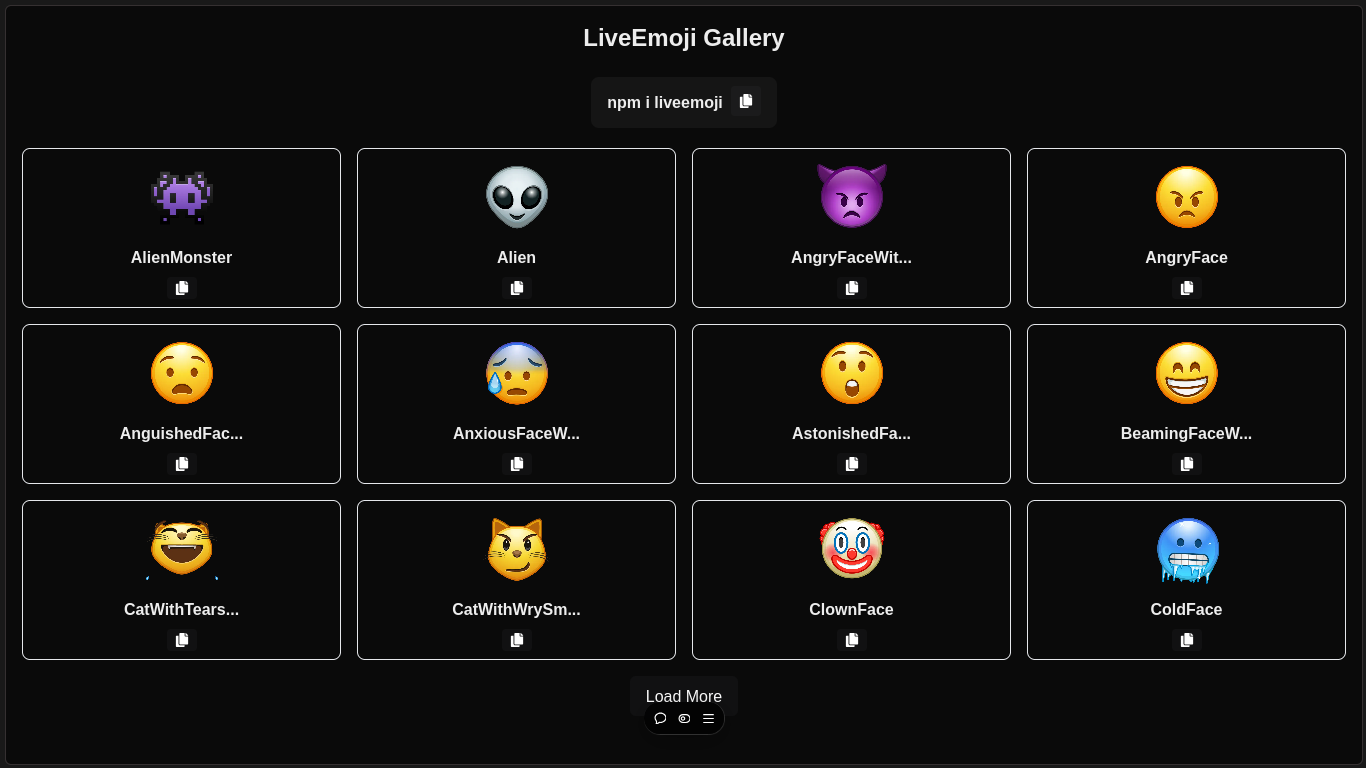 LiveEmoji Gallery
npm i liveemoji
AlienMonster
Alien
AngryFaceWit...
AngryFace
AnguishedFac...
AnxiousFaceW...
AstonishedFa...
BeamingFaceW...
CatWithTears...
CatWithWrySm...
ClownFace
ColdFace
Load More